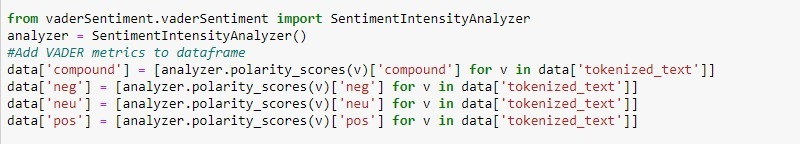 from vaderSentiment.vaderSentiment import SentimentIntensityAnalyzer
analyzer = SentimentIntensityAnalyzer()
#Add VADER metrics to dataframe
data['compound'] = [analyzer.polarity_scores(v)['compound'] for v in data['tokenized_text']]
data['neg'] = [analyzer.polarity_scores(v)['neg'] for v in data['tokenized_text']]
data['neu'] = [analyzer.polarity_scores(v)['neu'] for v in data['tokenized_text']]
data['pos'] = [analyzer.polarity_scores(v)['pos'] for v in data['tokenized_text']]